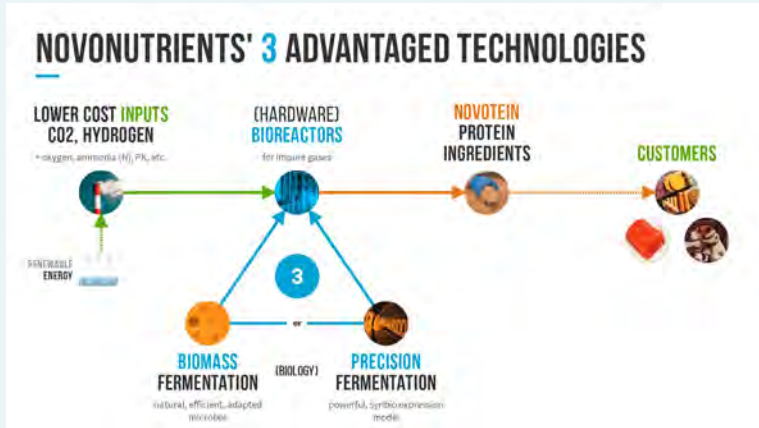 NOVONUTRIENTS' 3 ADVANTAGED TECHNOLOGIES
LOWER COST INPUTS
CO2, HYDROGEN
+ oxygen, ammonia (N), PK, etc.
(HARDWARE)
BIOREACTORS
for impure gases
NOVOTEIN
PROTEIN
INGREDIENTS
CUSTOMERS
RENEWABLE
ENERGY
3
or
BIOMASS
FERMENTATION
natural, efficient, adapted
microbes
(BIOLOGY)
PRECISION
FERMENTATION
powerful, synbio expression
model